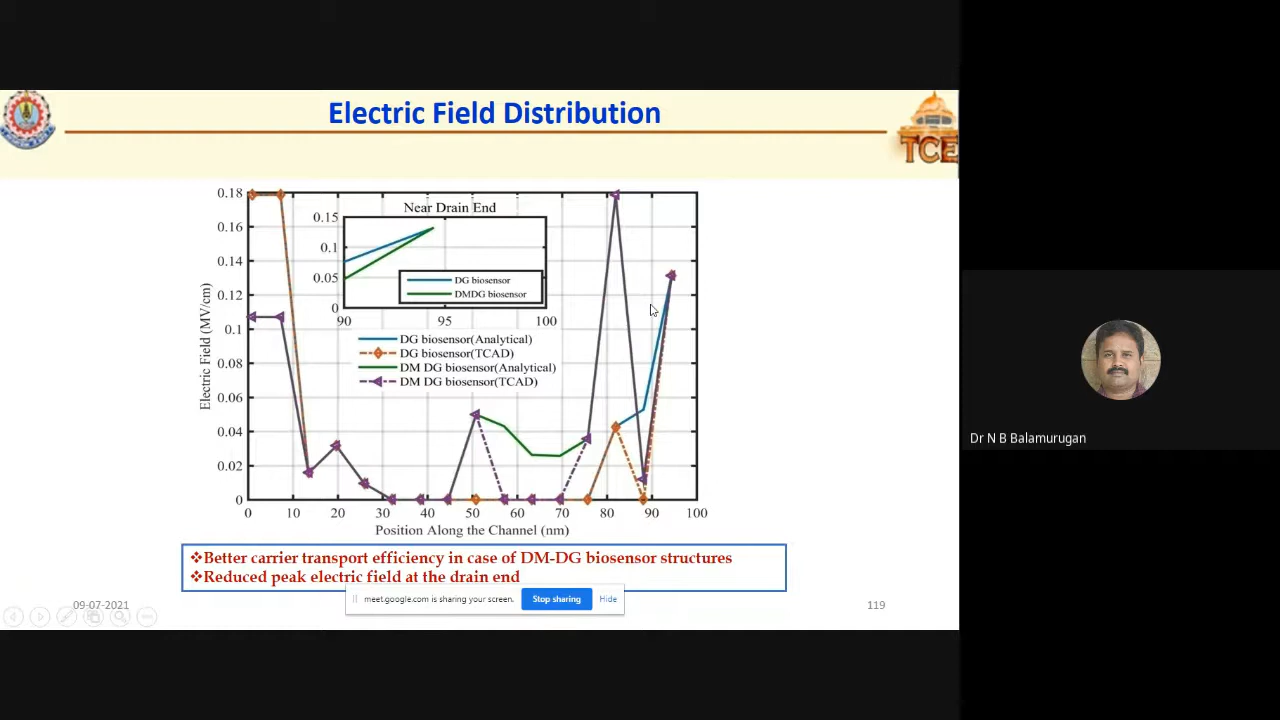 Electric Field Distribution
TCE
0.18
0.16
0.14
0.12
0.1
0.08
0.06
0.04
0.02
0
Electric Field (MV/cm)
Near Drain End
0.15
0.1
0.05
0
DG biosensor
DMDG biosensor
90 95 100
DG biosensor(Analytical)
DG biosensor(TCAD)
DM DG biosensor(Analytical)
DM DG biosensor(TCAD)
0 10 20 30 40 50 60 70 80 90 100
Position Along the Channel (nm)
❖Better carrier transport efficiency in case of DM-DG biosensor structures
❖Reduced peak electric field at the drain end
meet.google.com is sharing your screen. Stop sharing Hide
09-07-2021 119
Dr N B Balamurugan